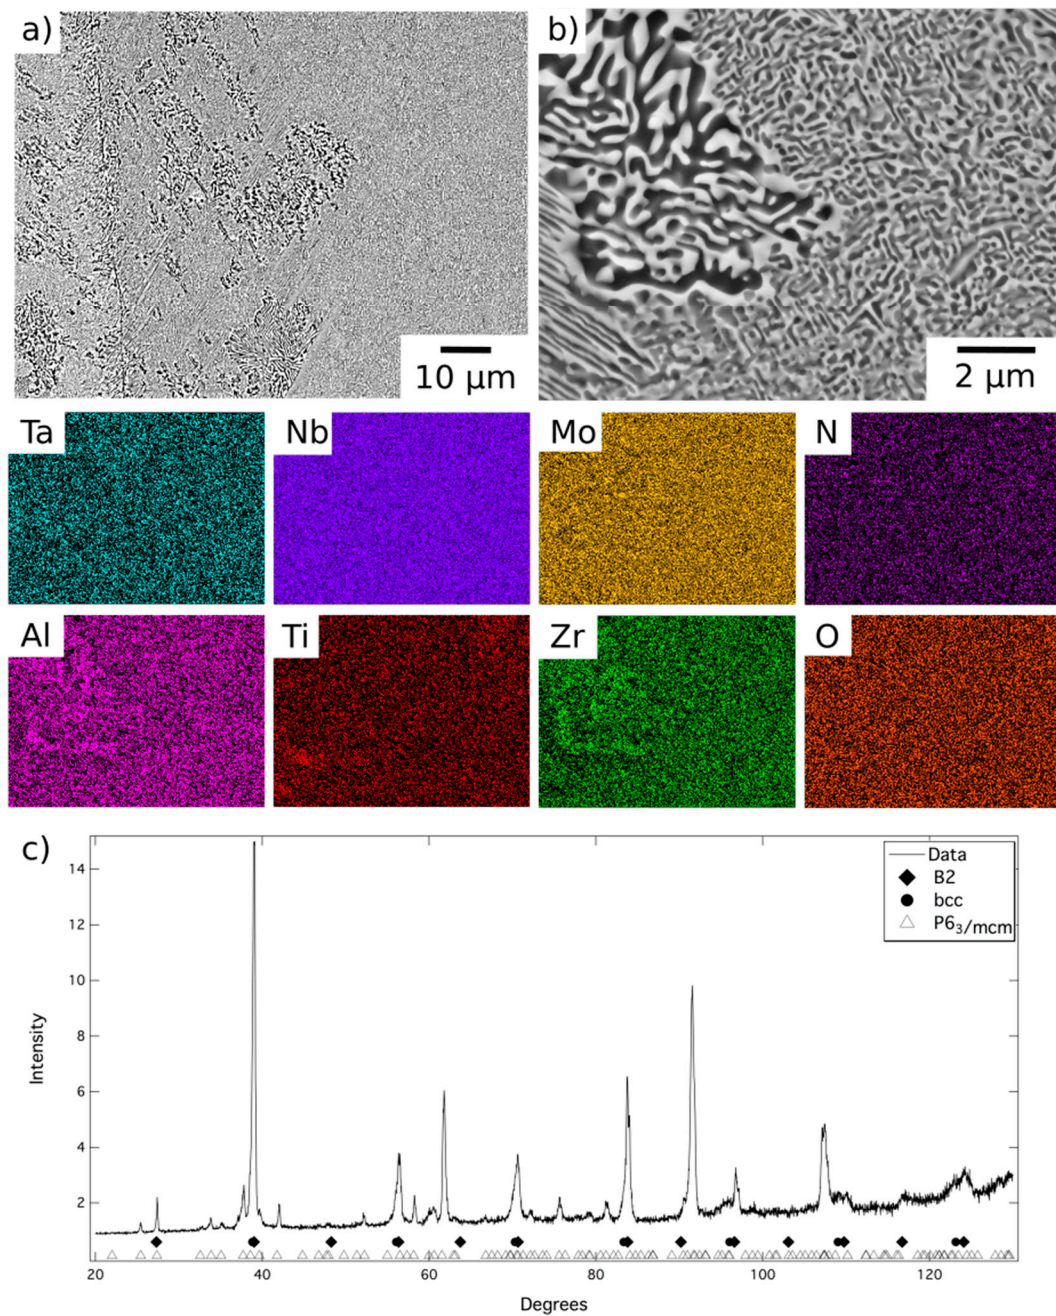 a)
b)
10 μm
2 μm
Ta
Nb
Mo
N
Al
Ti
Zr
O
c)
14
12
10
8
6
4
2
Intensity
Data
B2
bcc
P6₃/mcm
20
40
60
80
100
120
Degrees